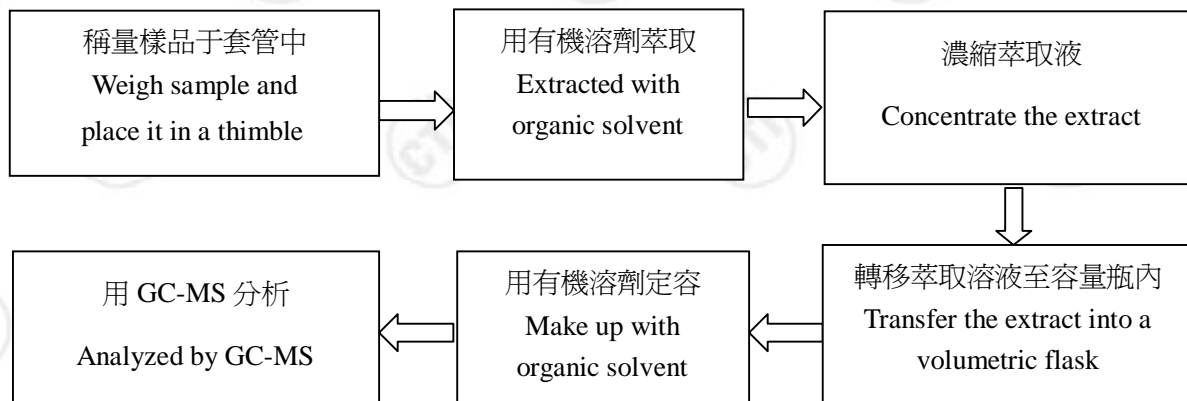 稱量樣品于套管中
Weigh sample and
place it in a thimble
用有機溶劑萃取
Extracted with
organic solvent
濃縮萃取液
Concentrate the extract
轉移萃取溶液至容量瓶內
Transfer the extract into a
volumetric flask
用有機溶劑定容
Make up with
organic solvent
用 GC-MS 分析
Analyzed by GC-MS